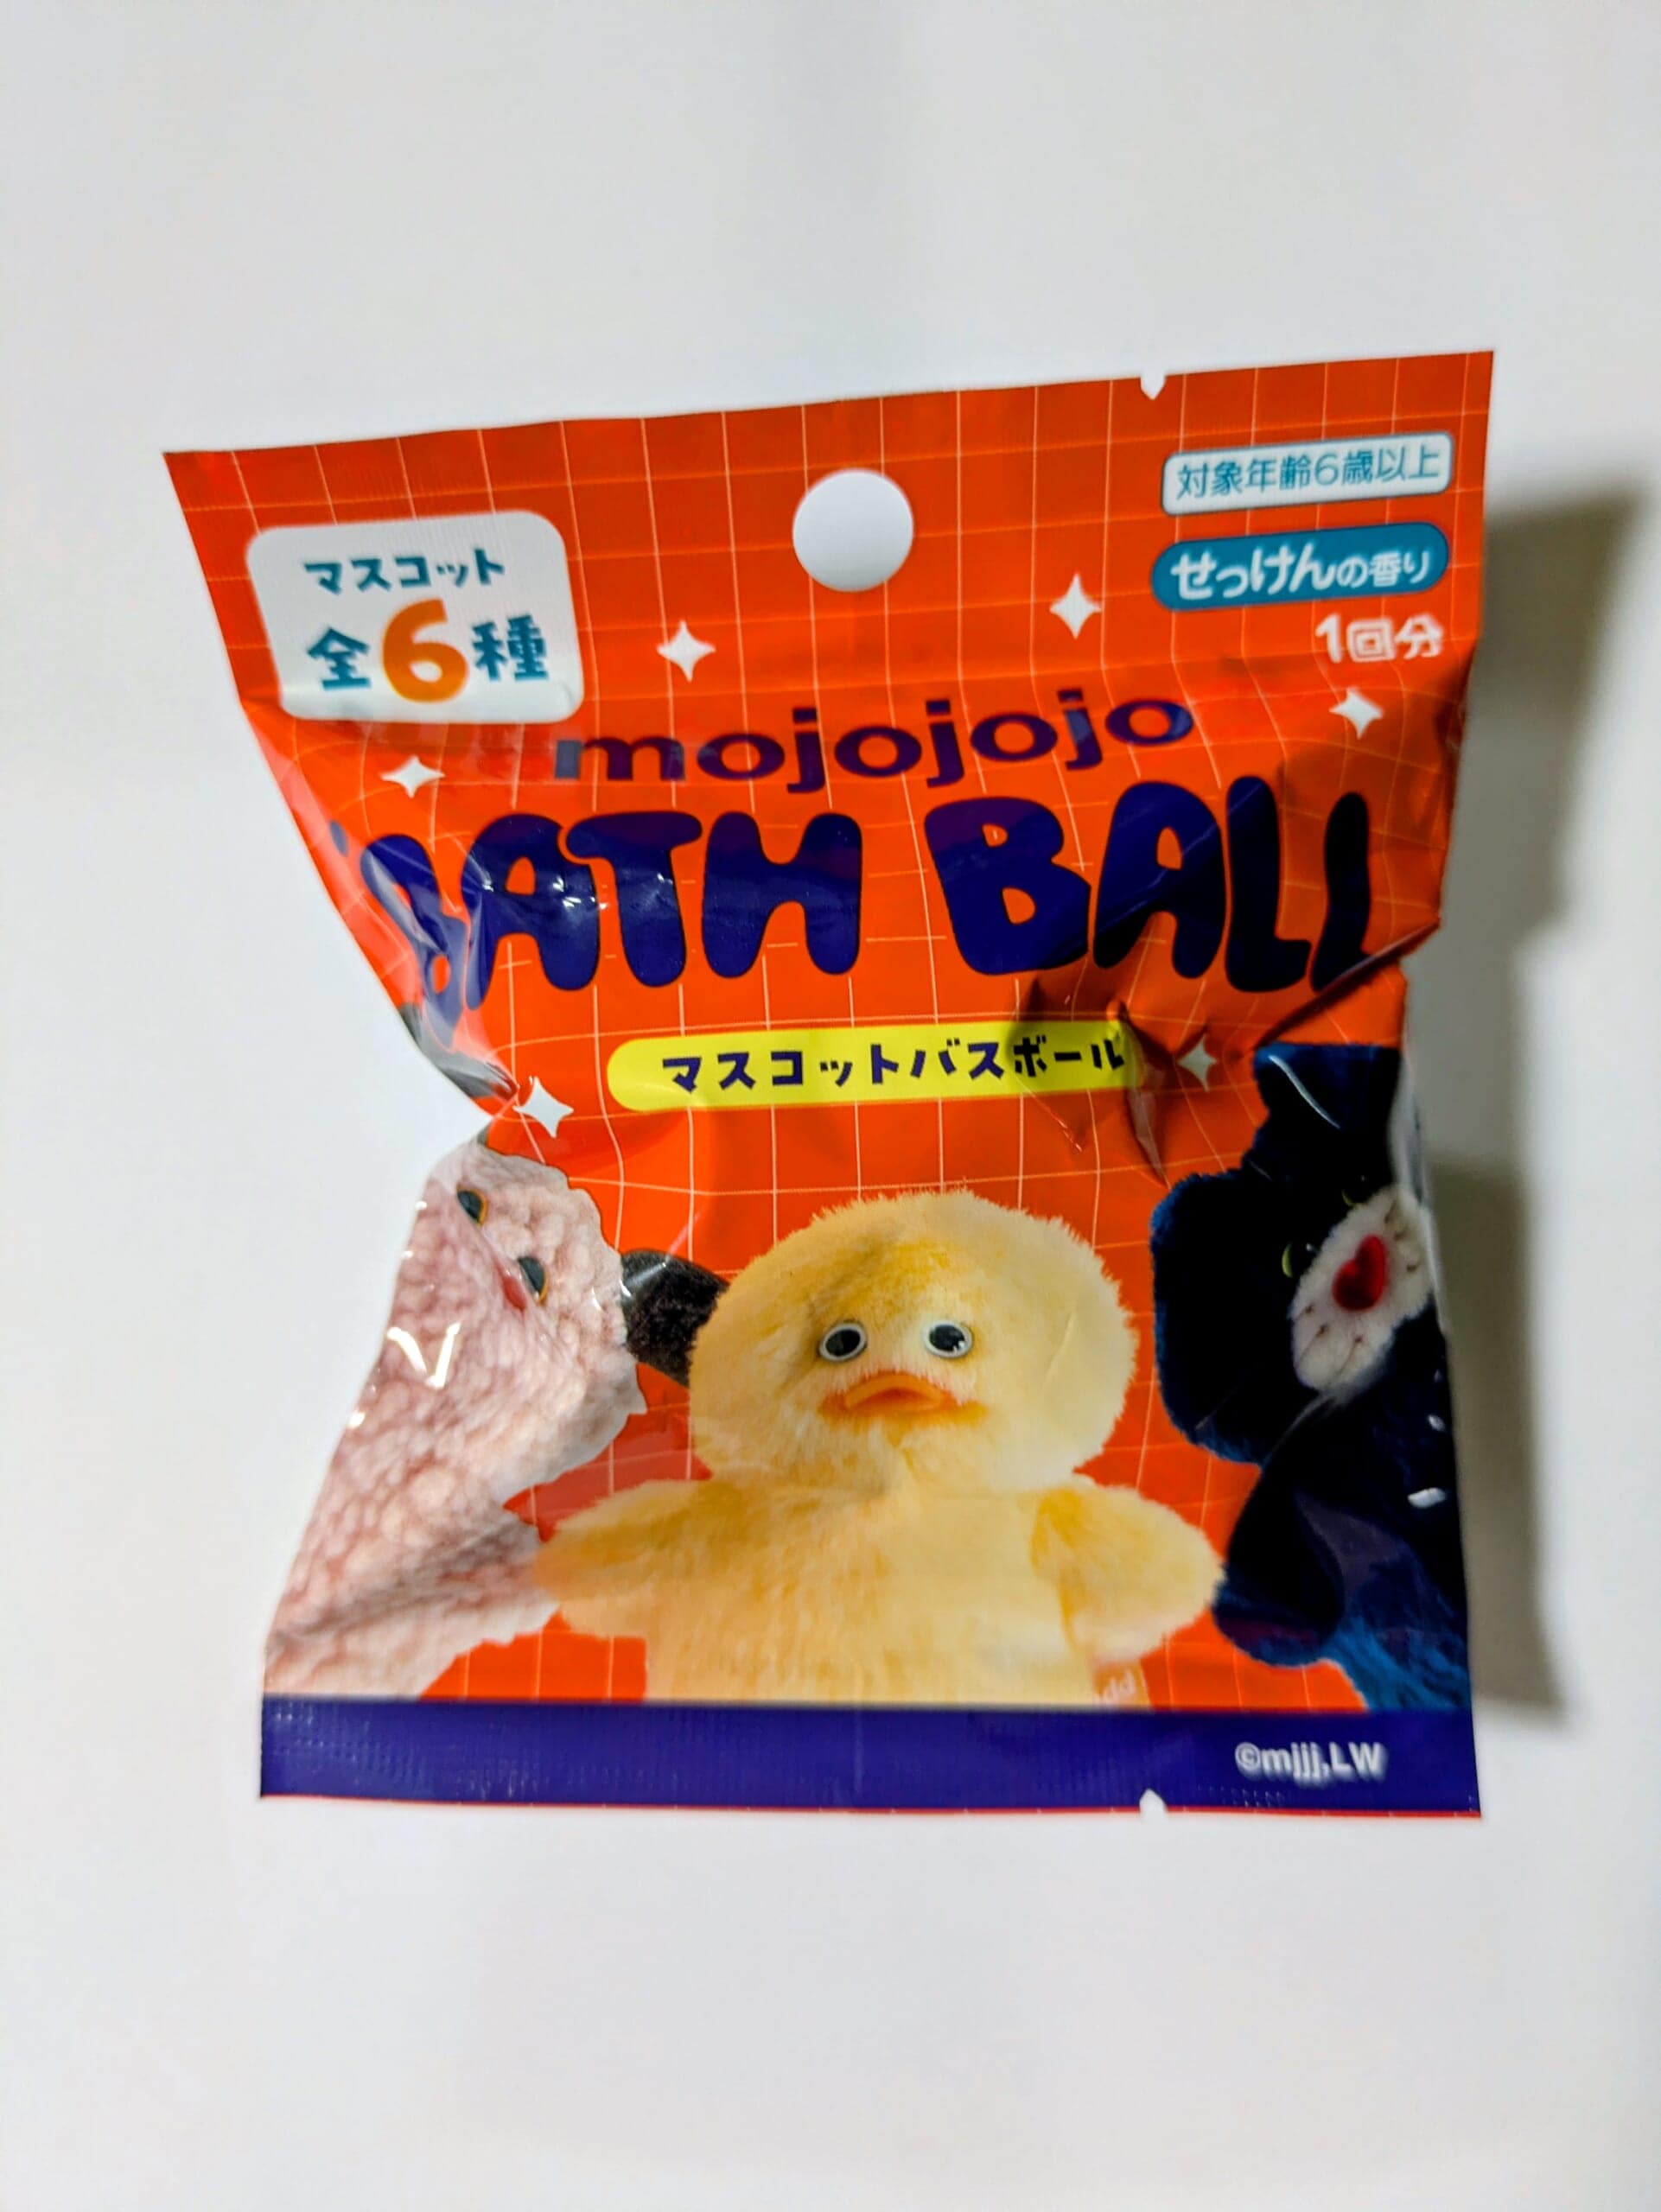 マスコット
全6種
対象年齢6歳以上
せっけんの香り
1回分
mojojojo
BATH BALL
マスコットバスボール
©mjjj,LW